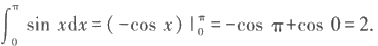 ∫₀^π sin xdx=(-cos x)|₀^π=-cos π+cos 0=2.